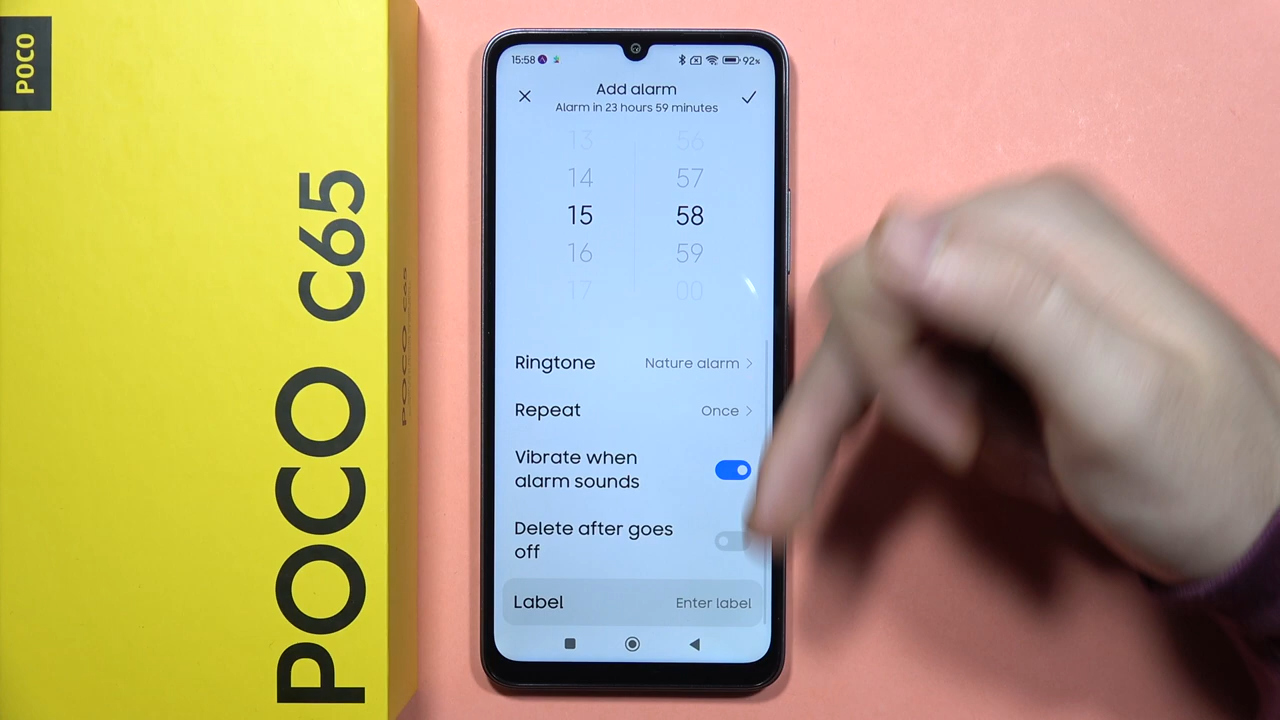 POCO
POCO C65
POCO C65
15:58
92%
Add alarm
Alarm in 23 hours 59 minutes
13 56
14 57
15 58
16 59
17 00
Ringtone Nature alarm
Repeat Once
Vibrate when
alarm sounds
Delete after goes
off
Label Enter label